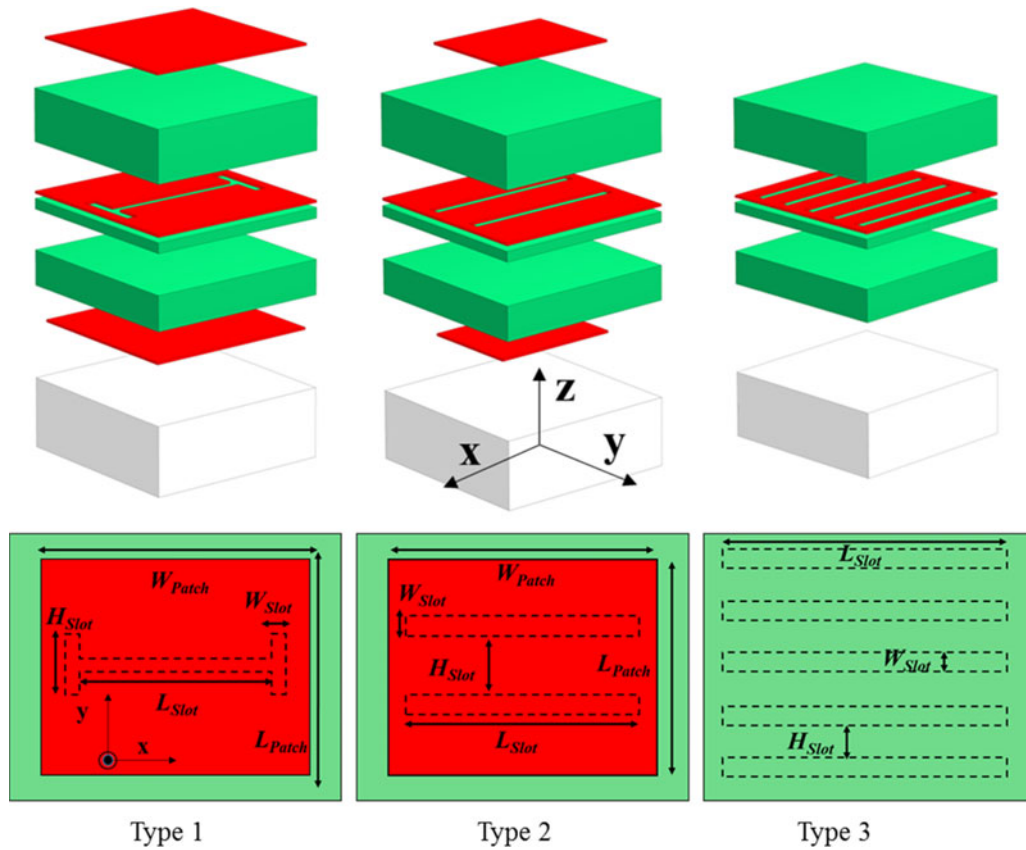 z
x
y
W_Patch
H_Slot
W_Slot
L_Slot
y
x
L_Patch
W_Patch
W_Slot
H_Slot
L_Patch
L_Slot
L_Slot
W_Slot
H_Slot
Type 1
Type 2
Type 3